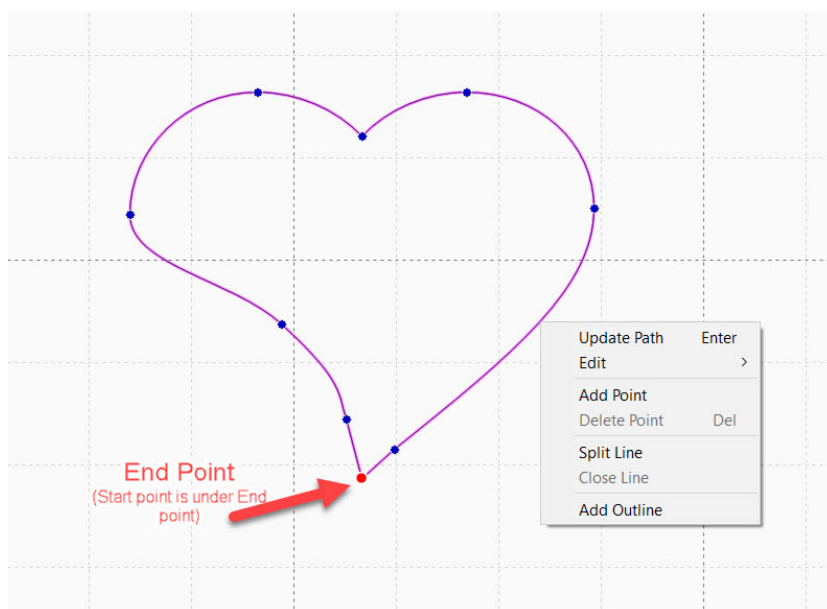 Update Path Enter
Edit >
Add Point
Delete Point Del
Split Line
Close Line
Add Outline
End Point
(Start point is under End
point)